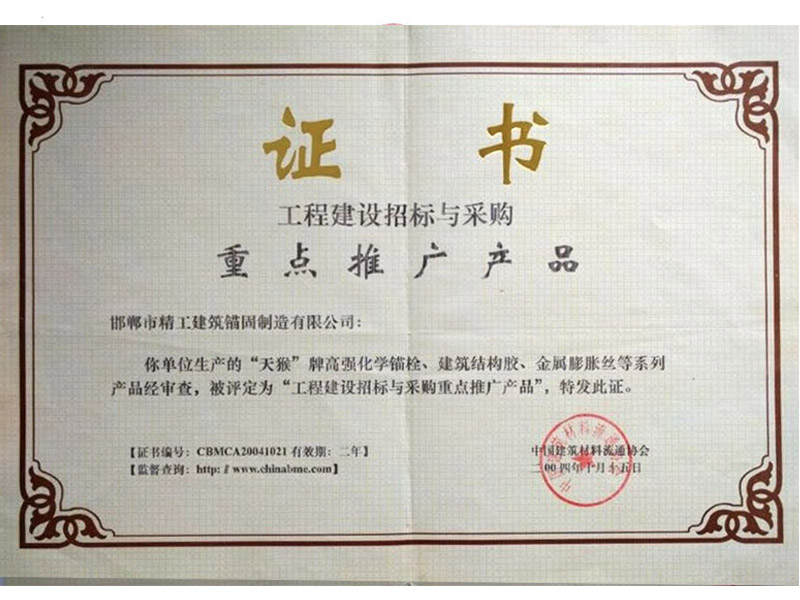 证书
工程建设招标与采购
重点推广产品
邯郸市精工建筑锚固制造有限公司：
你单位生产的“天猴”牌高强化学锚栓、建筑结构胶、金属膨胀丝等系列
产品经审查，被评定为“工程建设招标与采购重点推广产品”，特发此证。
【证书编号：CBMCA20041021 有效期：二年】
【监督查询：http: // www.chinabme.com】
中国建筑材料流通协会
二00四年十月十五日